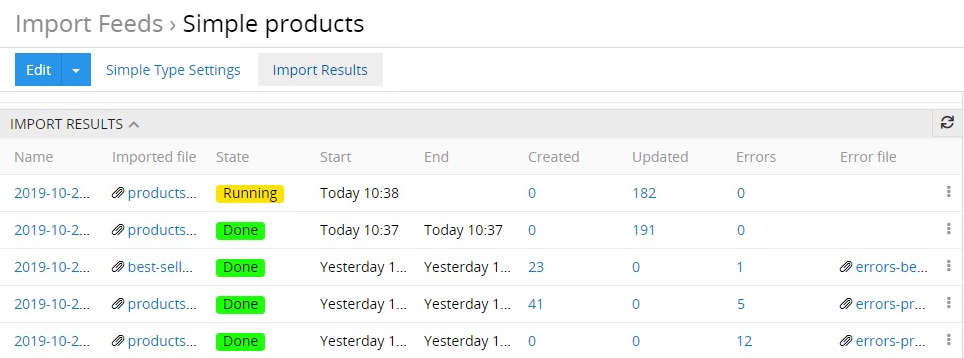 Import Feeds › Simple products
Edit Simple Type Settings Import Results
IMPORT RESULTS
Name Imported file State Start End Created Updated Errors Error file
2019-10-2... products... Running Today 10:38 0 182 0
2019-10-2... products... Done Today 10:37 Today 10:37 0 191 0
2019-10-2... best-sell... Done Yesterday 1... Yesterday 1... 23 0 1 errors-be...
2019-10-2... products... Done Yesterday 1... Yesterday 1... 41 0 5 errors-pr...
2019-10-2... products... Done Yesterday 1... Yesterday 1... 0 0 12 errors-pr...